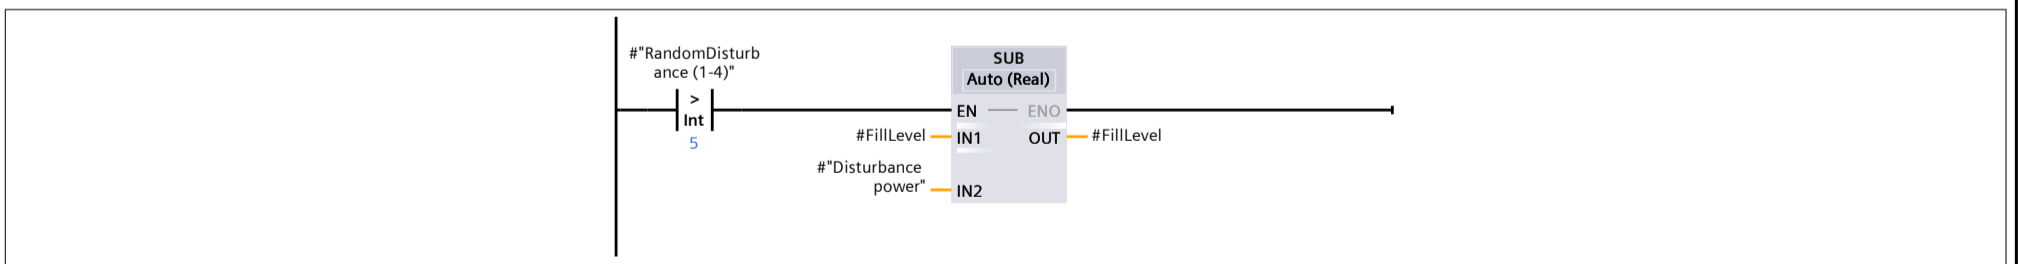 #"RandomDisturb
ance (1-4)"
>
Int
5
SUB
Auto (Real)
EN
ENO
#FillLevel
IN1
OUT
#FillLevel
#"Disturbance
power"
IN2